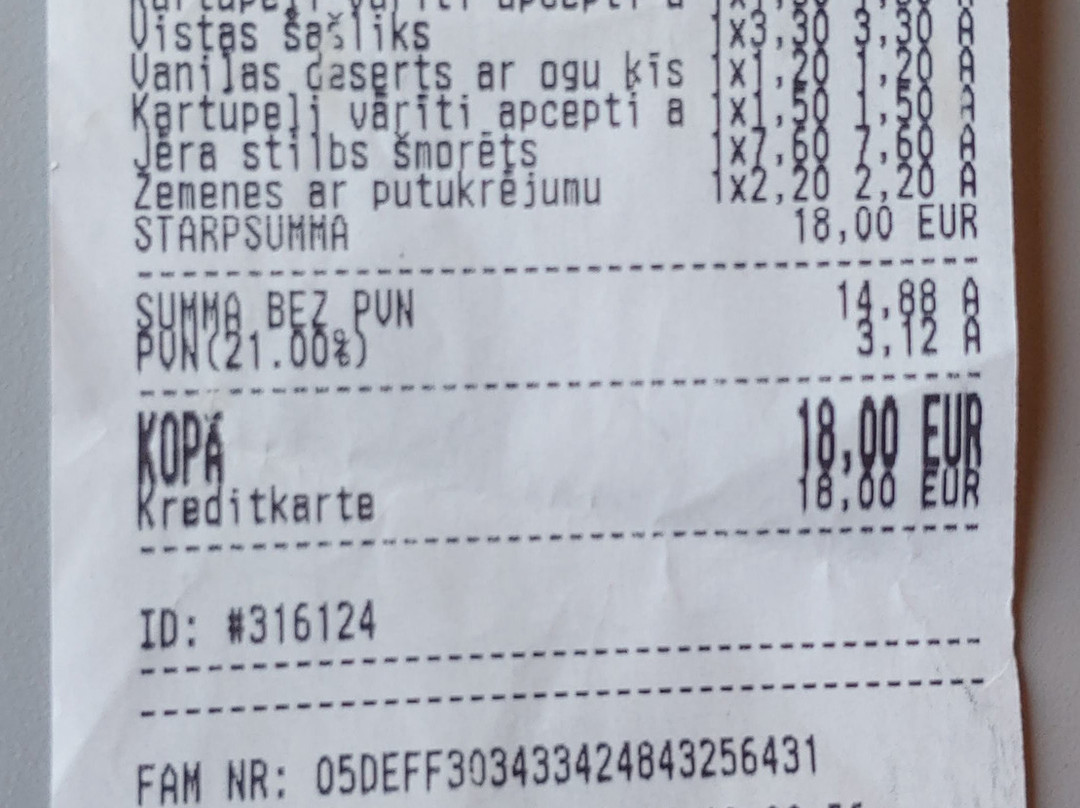 Vistas šašliks 1x3,30 3,30 A
Vaniļas deserts ar ogu ķīs 1x1,20 1,20 A
Kartupeļi vārīti apcepti a 1x1,50 1,50 A
Jēra stilbs šmorēts 1x7,60 7,60 A
Zemenes ar putukrējumu 1x2,20 2,20 A
STARPSUMMA 18,00 EUR
SUMMA BEZ PVN 14,88 A
PVN(21.00%) 3,12 A
KOPĀ 18,00 EUR
Kreditkarte 18,00 EUR
ID: #316124
FAM NR: 05DEFF303433424843256431